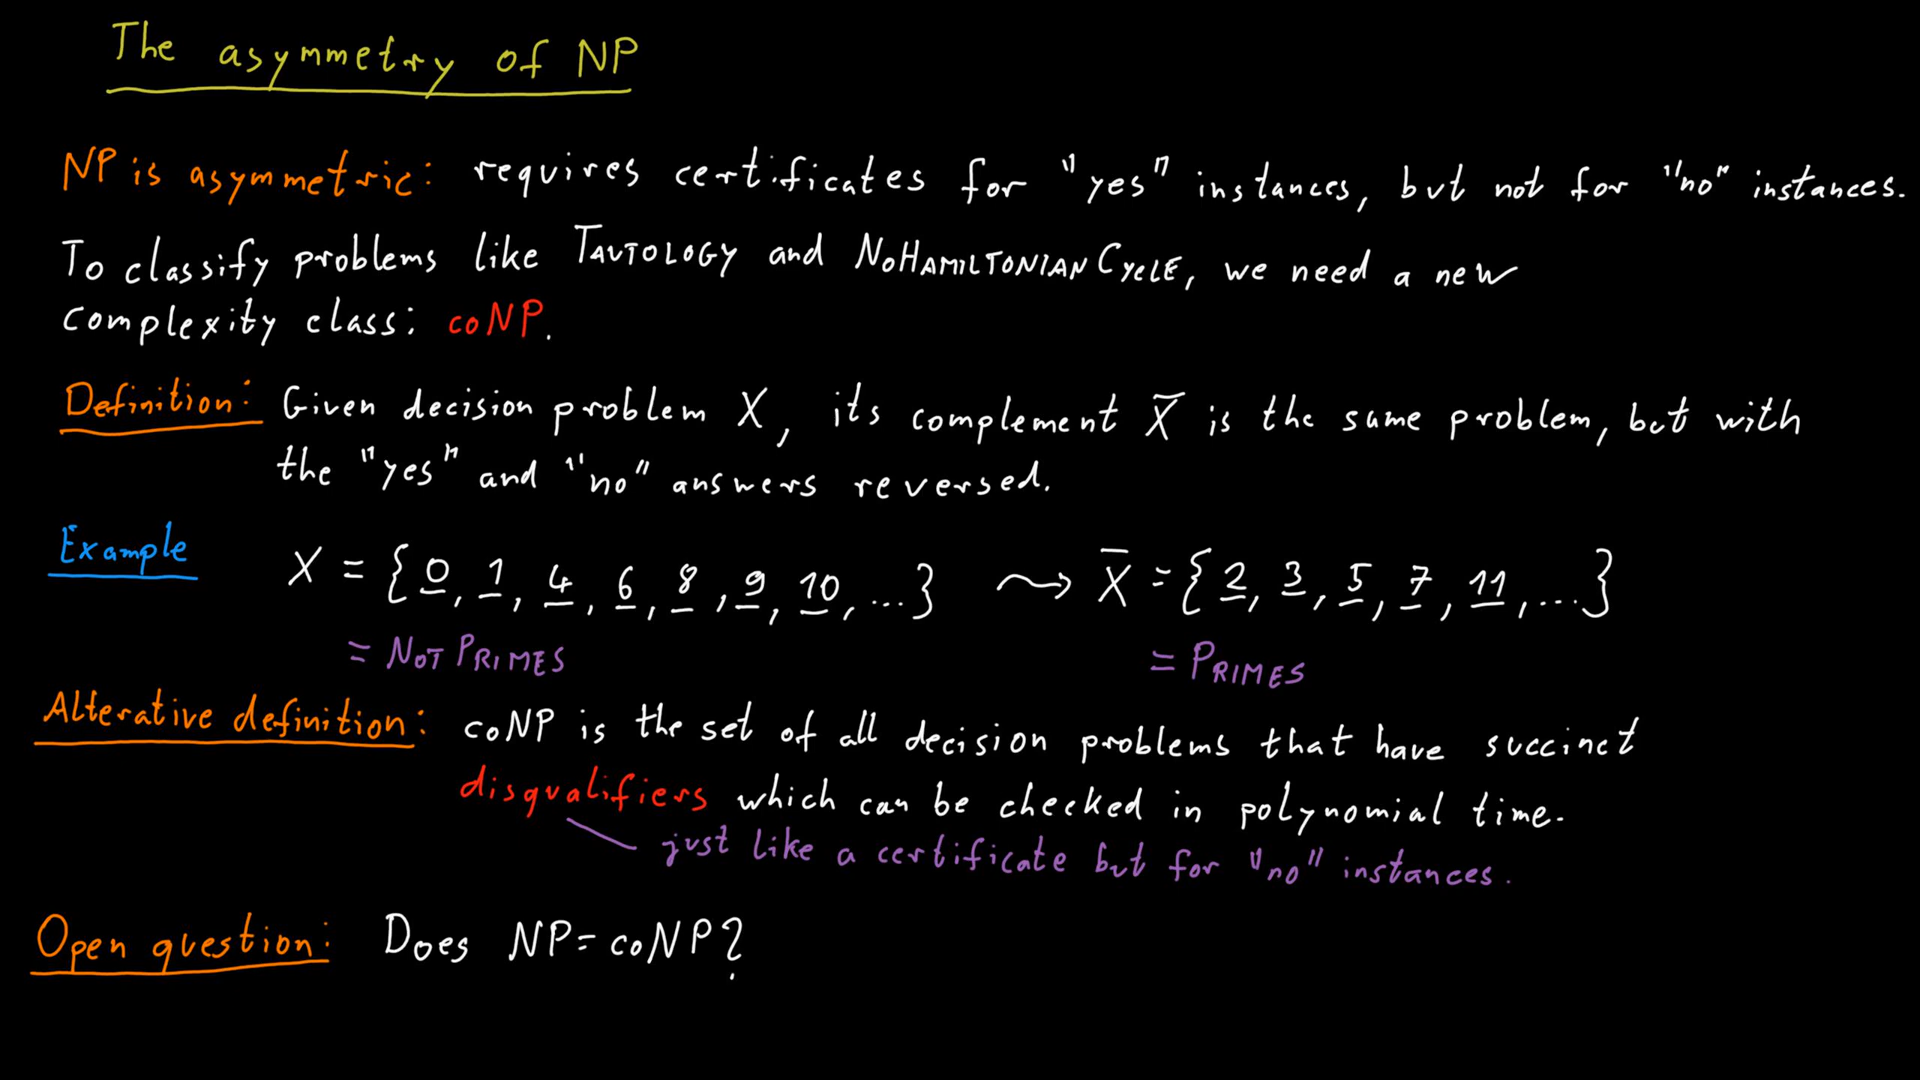 The asymmetry of NP
NP is asymmetric: requires certificates for "yes" instances, but not for "no" instances.
To classify problems like TAUTOLOGY and NOHAMILTONIANCYCLE, we need a new
complexity class: coNP.
Definition: Given decision problem X, its complement X̅ is the same problem, but with
the "yes" and "no" answers reversed.
Example X = {0, 1, 4, 6, 8, 9, 10, ...} ⤳ X̅ = {2, 3, 5, 7, 11, ...}
= NOT PRIMES = PRIMES
Alterative definition: coNP is the set of all decision problems that have succinct
disqualifiers which can be checked in polynomial time.
just like a certificate but for "no" instances.
Open question: Does NP = coNP?